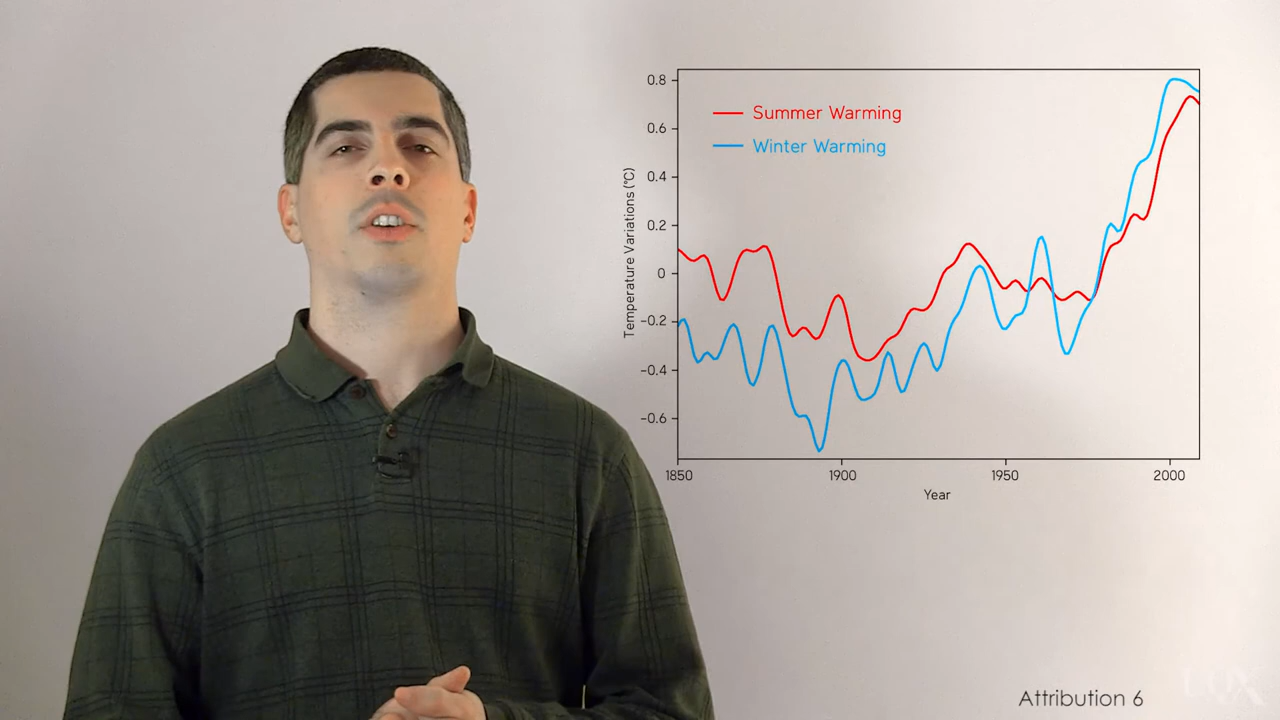 0.8
0.6
0.4
0.2
0
−0.2
−0.4
−0.6
Temperature Variations (°C)
Summer Warming
Winter Warming
1850 1900 1950 2000
Year
Attribution 6